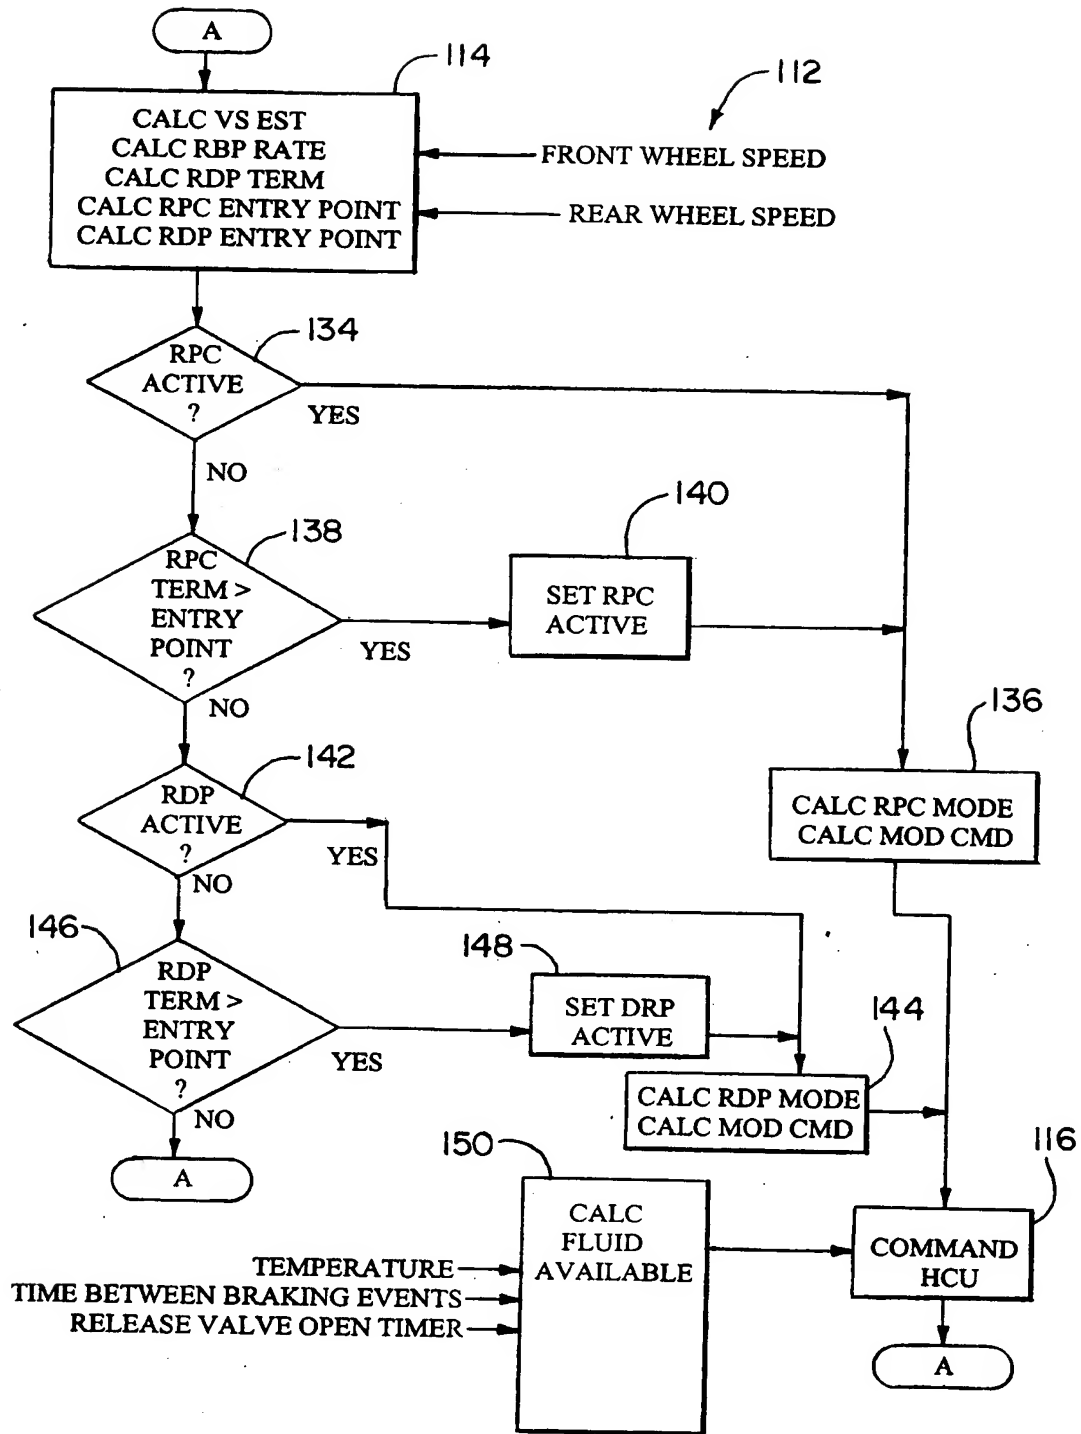 A
114
112
CALC VS EST
CALC RBP RATE
CALC RDP TERM
CALC RPC ENTRY POINT
CALC RDP ENTRY POINT
FRONT WHEEL SPEED
REAR WHEEL SPEED
134
RPC
ACTIVE
?
YES
NO
138
RPC
TERM >
ENTRY
POINT
?
YES
NO
140
SET RPC
ACTIVE
136
CALC RPC MODE
CALC MOD CMD
142
RDP
ACTIVE
?
YES
NO
146
RDP
TERM >
ENTRY
POINT
?
YES
NO
148
SET DRP
ACTIVE
144
CALC RDP MODE
CALC MOD CMD
A
150
CALC
FLUID
AVAILABLE
TEMPERATURE
TIME BETWEEN BRAKING EVENTS
RELEASE VALVE OPEN TIMER
116
COMMAND
HCU
A